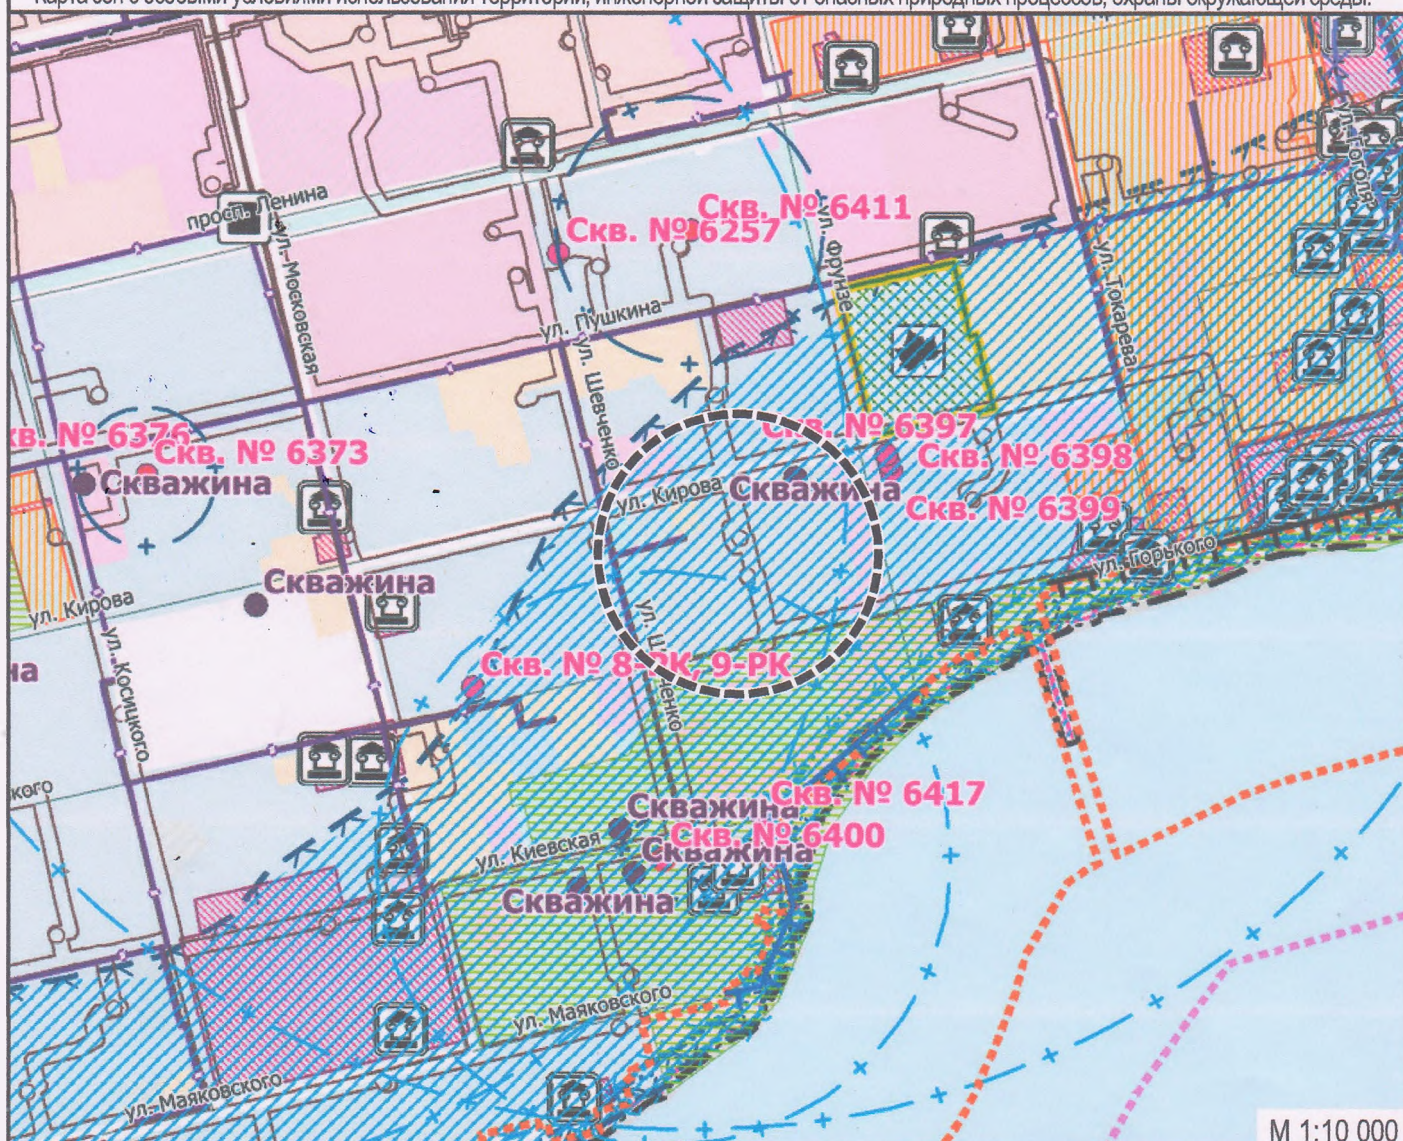 Карта зон с особыми условиями использования территории, инженерной защиты от опасных природных процессов, охраны окружающей среды.
ул. Гоголя
просп. Ленина
Скв. № 6411
Скв. № 6257
ул. Фрунзе
ул. Московская
ул. Токарева
ул. Пушкина
ул. Шевченко
кв. № 6376
Скв. № 6373
Скважина
Скв. № 6397
Скв. № 6398
ул. Кирова
Скважина
Скв. № 6399
ул. Горького
Скважина
ул. Кирова
ул. Косицкого
на
Скв. № 8-РК, 9-РК
ул. Шевченко
кого
Скважина
Скв. № 6417
Скв. № 6400
ул. Киевская
Скважина
Скважина
ул. Маяковского
ул. Маяковского
М 1:10 000